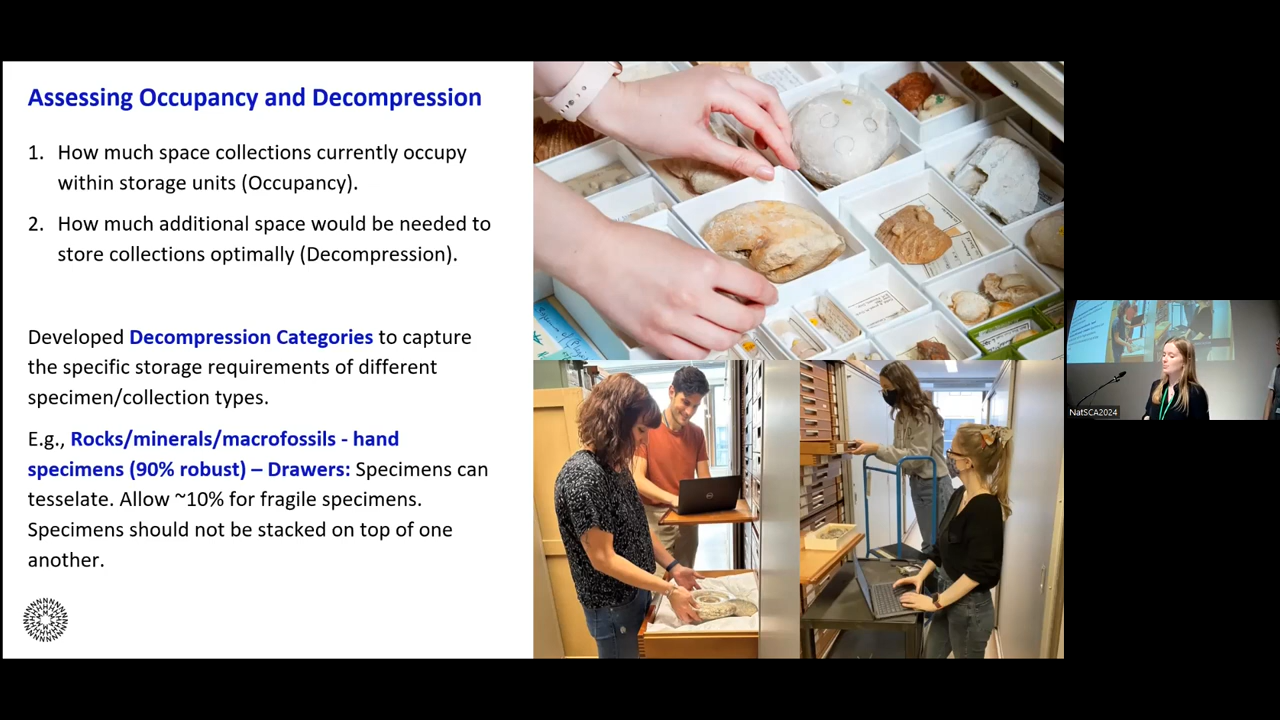 Assessing Occupancy and Decompression
1. How much space collections currently occupy
within storage units (Occupancy).
2. How much additional space would be needed to
store collections optimally (Decompression).
Developed Decompression Categories to capture
the specific storage requirements of different
specimen/collection types.
E.g., Rocks/minerals/macrofossils - hand
specimens (90% robust) – Drawers: Specimens can
tesselate. Allow ~10% for fragile specimens.
Specimens should not be stacked on top of one
another.
NatSCA2024